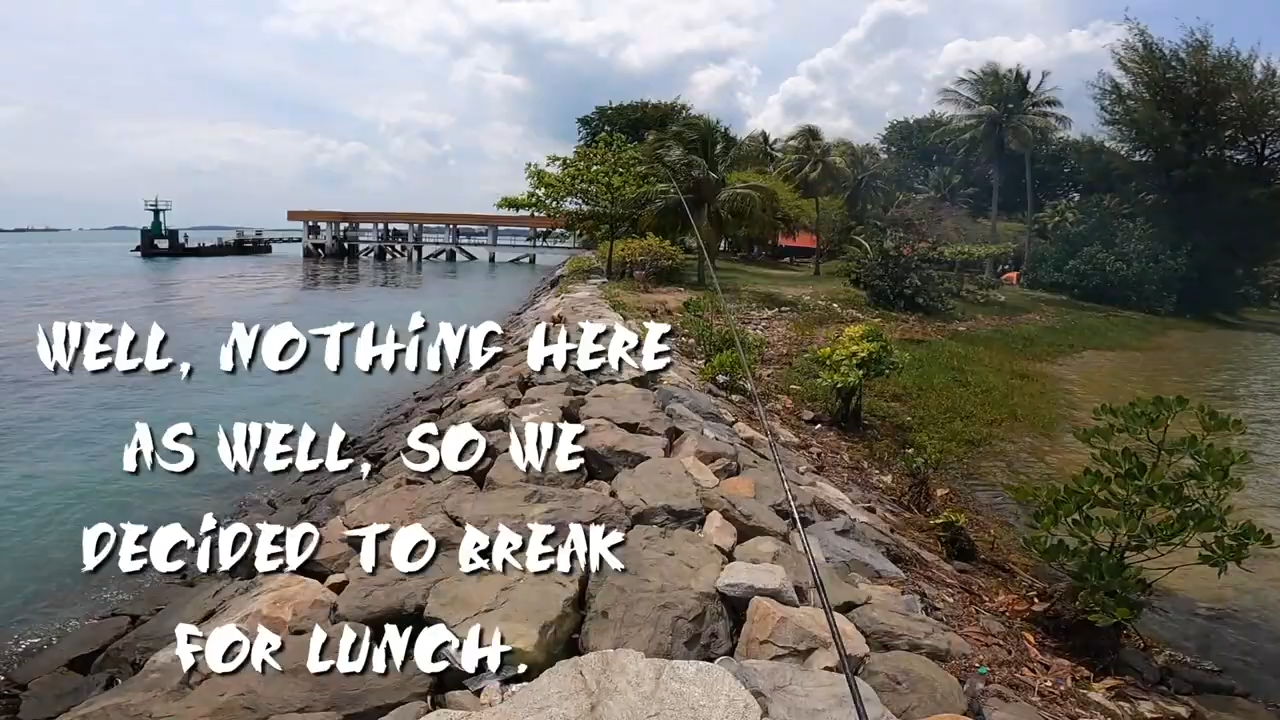 WELL, NOTHING HERE
AS WELL, SO WE
DECIDED TO BREAK
FOR LUNCH.